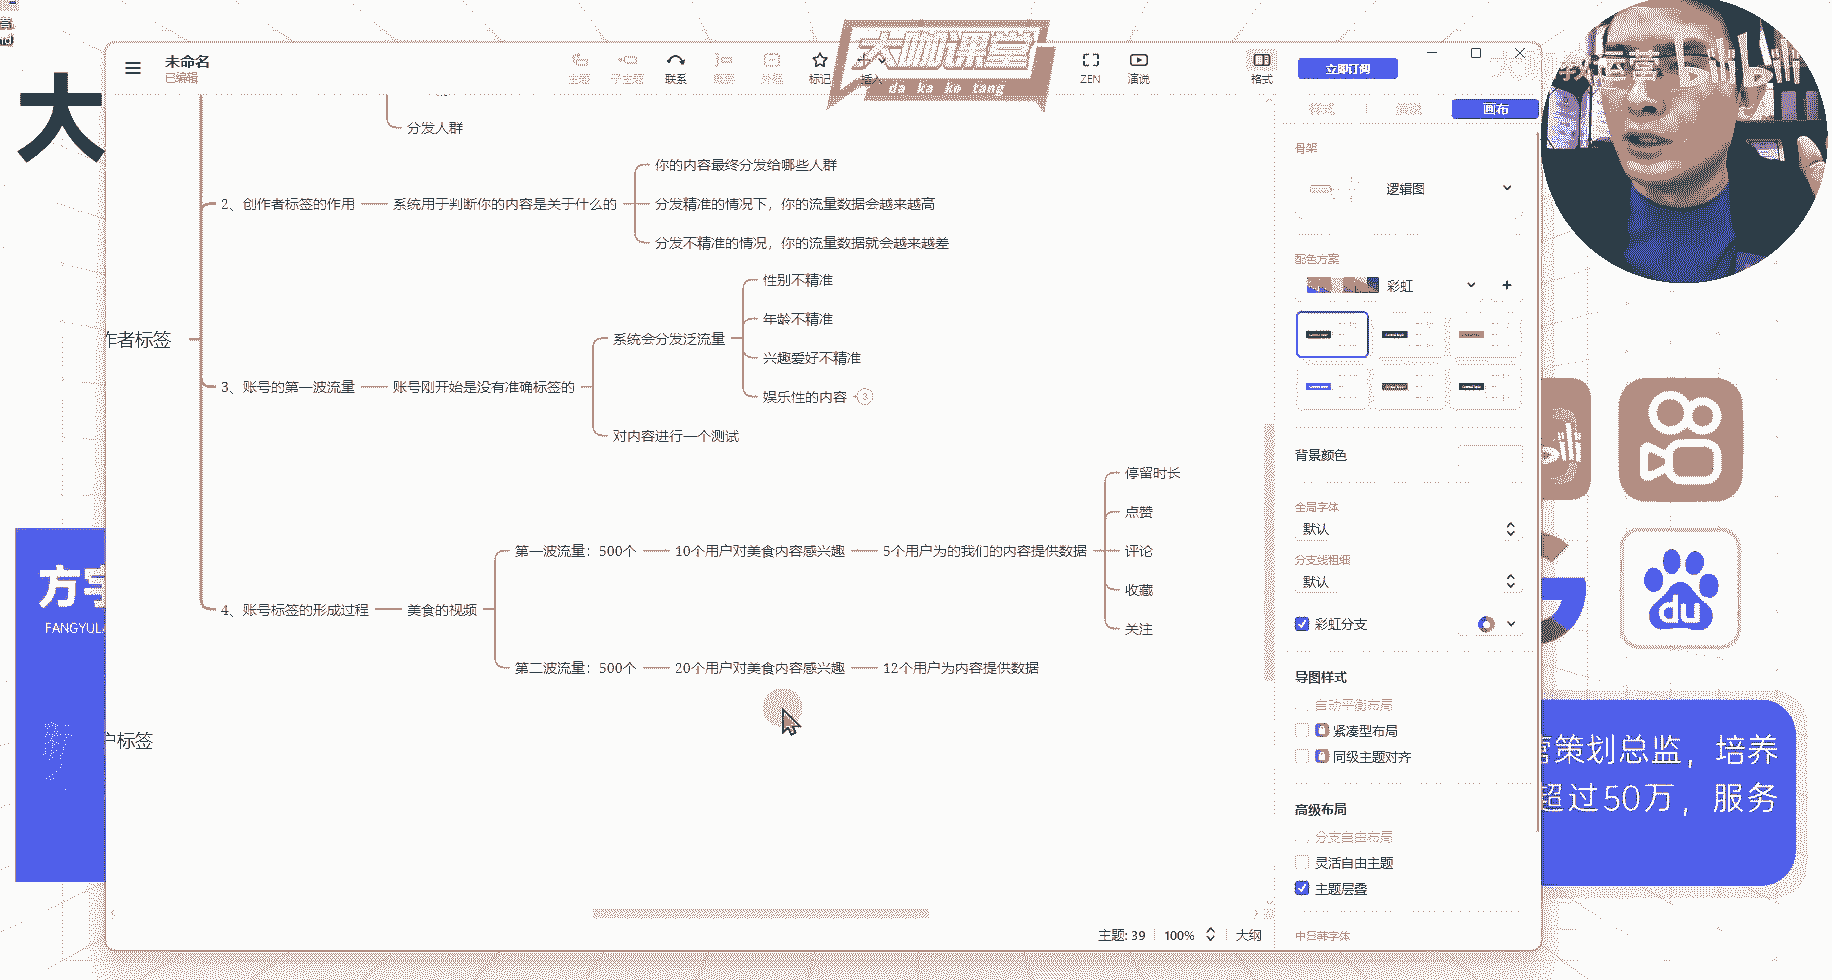 未命名
已编辑
主题
子主题
联系
概要
外框
标记
插入
ZEN
演说
格式
立即订阅
大咖课堂
da ka ke tang
运营
bilibili
大
样式
演说
画布
分发人群
2、创作者标签的作用
系统用于判断你的内容是关于什么的
你的内容最终分发给哪些人群
分发精准的情况下，你的流量数据会越来越高
分发不精准的情况，你的流量数据就会越来越差
作者标签
3、账号的第一波流量
账号刚开始是没有准确标签的
系统会分发泛流量
性别不精准
年龄不精准
兴趣爱好不精准
娱乐性的内容
3
对内容进行一个测试
4、账号标签的形成过程
美食的视频
第一波流量：500个
10个用户对美食内容感兴趣
5个用户为的我们的内容提供数据
停留时长
点赞
评论
收藏
关注
第二波流量：500个
20个用户对美食内容感兴趣
12个用户为内容提供数据
户标签
骨架
逻辑图
配色方案
彩虹
背景颜色
全局字体
默认
分支线粗细
默认
彩虹分支
导图样式
自动平衡布局
紧凑型布局
同级主题对齐
高级布局
分支自由布局
灵活自由主题
主题层叠
中日韩字体
主题: 39
100%
大纲
方宇
FANGYULA
du
营策划总监，培养
超过50万，服务